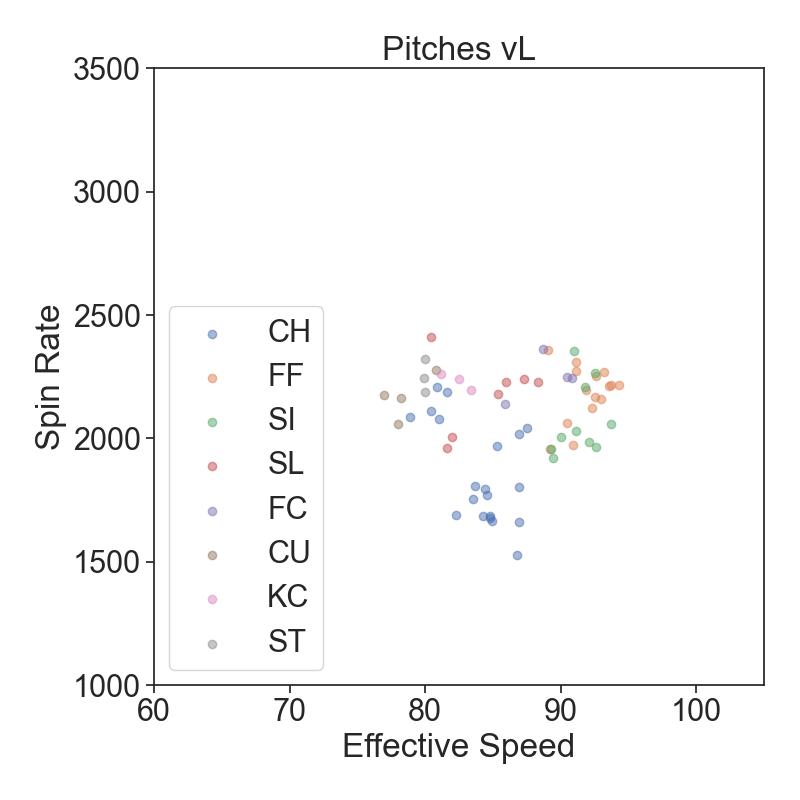 Pitches vL
3500
3000
2500
2000
1500
1000
Spin Rate
CH
FF
SI
SL
FC
CU
KC
ST
60
70
80
90
100
Effective Speed